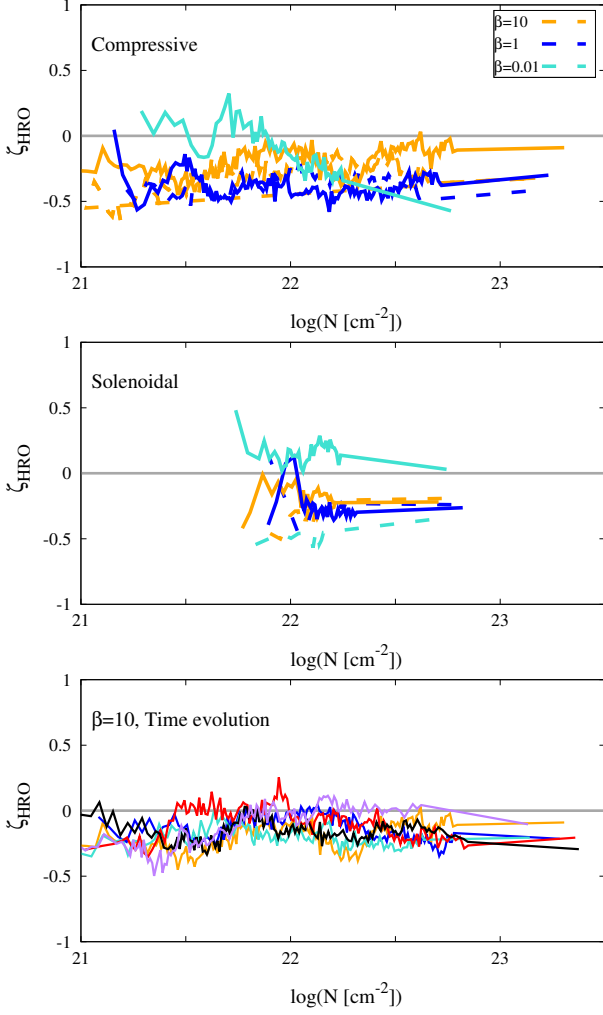 1
Compressive
β=10
β=1
β=0.01
0.5
0
-0.5
-1
ζHRO
21
22
23
log(N [cm⁻²])
1
Solenoidal
0.5
0
-0.5
-1
ζHRO
21
22
23
log(N [cm⁻²])
1
β=10, Time evolution
0.5
0
-0.5
-1
ζHRO
21
22
23
log(N [cm⁻²])